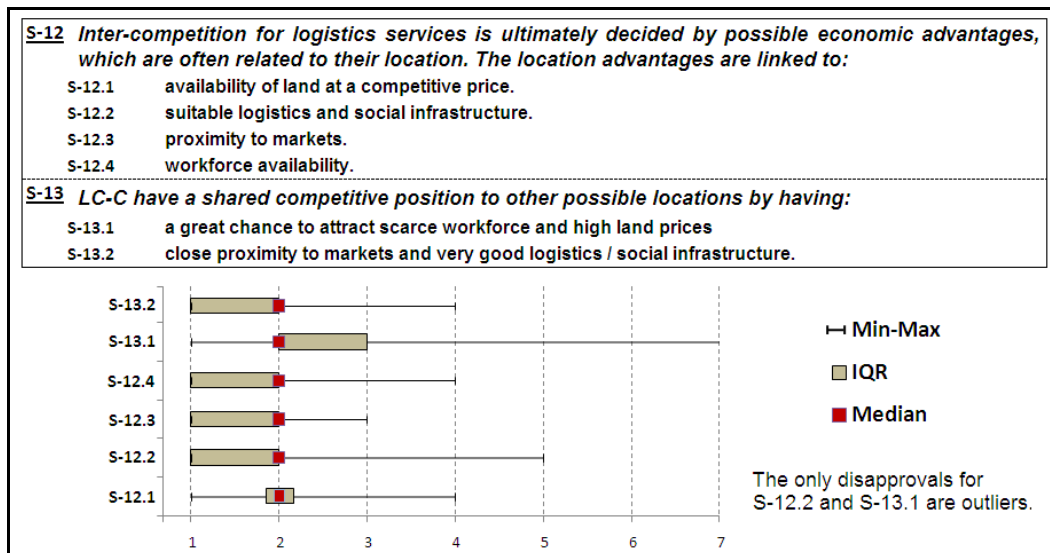 S-12 Inter-competition for logistics services is ultimately decided by possible economic advantages,
which are often related to their location. The location advantages are linked to:
S-12.1 availability of land at a competitive price.
S-12.2 suitable logistics and social infrastructure.
S-12.3 proximity to markets.
S-12.4 workforce availability.
S-13 LC-C have a shared competitive position to other possible locations by having:
S-13.1 a great chance to attract scarce workforce and high land prices
S-13.2 close proximity to markets and very good logistics / social infrastructure.
S-13.2
S-13.1
S-12.4
S-12.3
S-12.2
S-12.1
1 2 3 4 5 6 7
Min-Max
IQR
Median
The only disapprovals for
S-12.2 and S-13.1 are outliers.